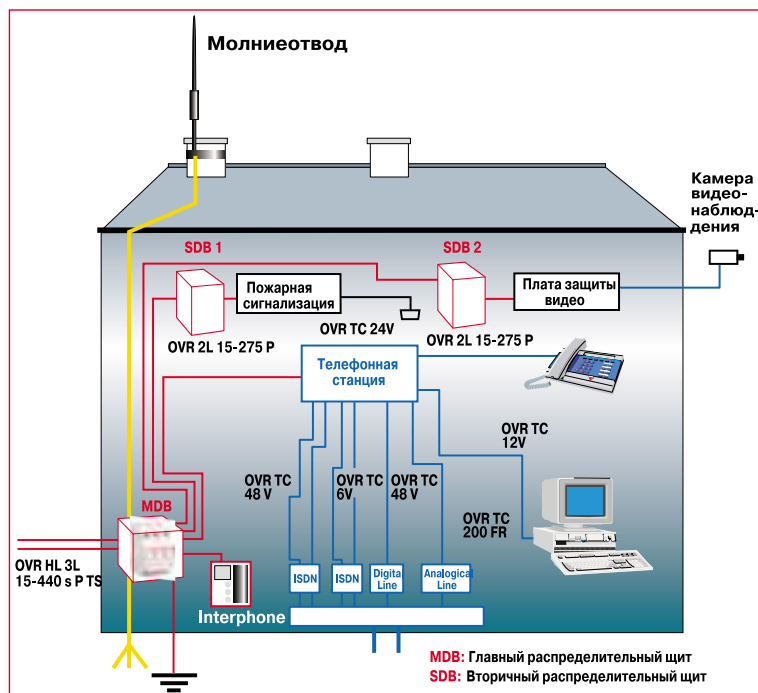 Молниеотвод
Камера
видео-
наблюд-
дения
SDB 1
SDB 2
Пожарная
сигнализация
Плата защиты
видео
OVR TC 24V
OVR 2L 15-275 P
OVR 2L 15-275 P
Телефонная
станция
OVR TC
12V
OVR TC
48 V
OVR TC
6V
OVR TC
48 V
MDB
OVR TC
200 FR
OVR HL 3L
15-440 s P TS
ISDN
ISDN
Digital
Line
Analogical
Line
Interphone
MDB: Главный распределительный щит
SDB: Вторичный распределительный щит